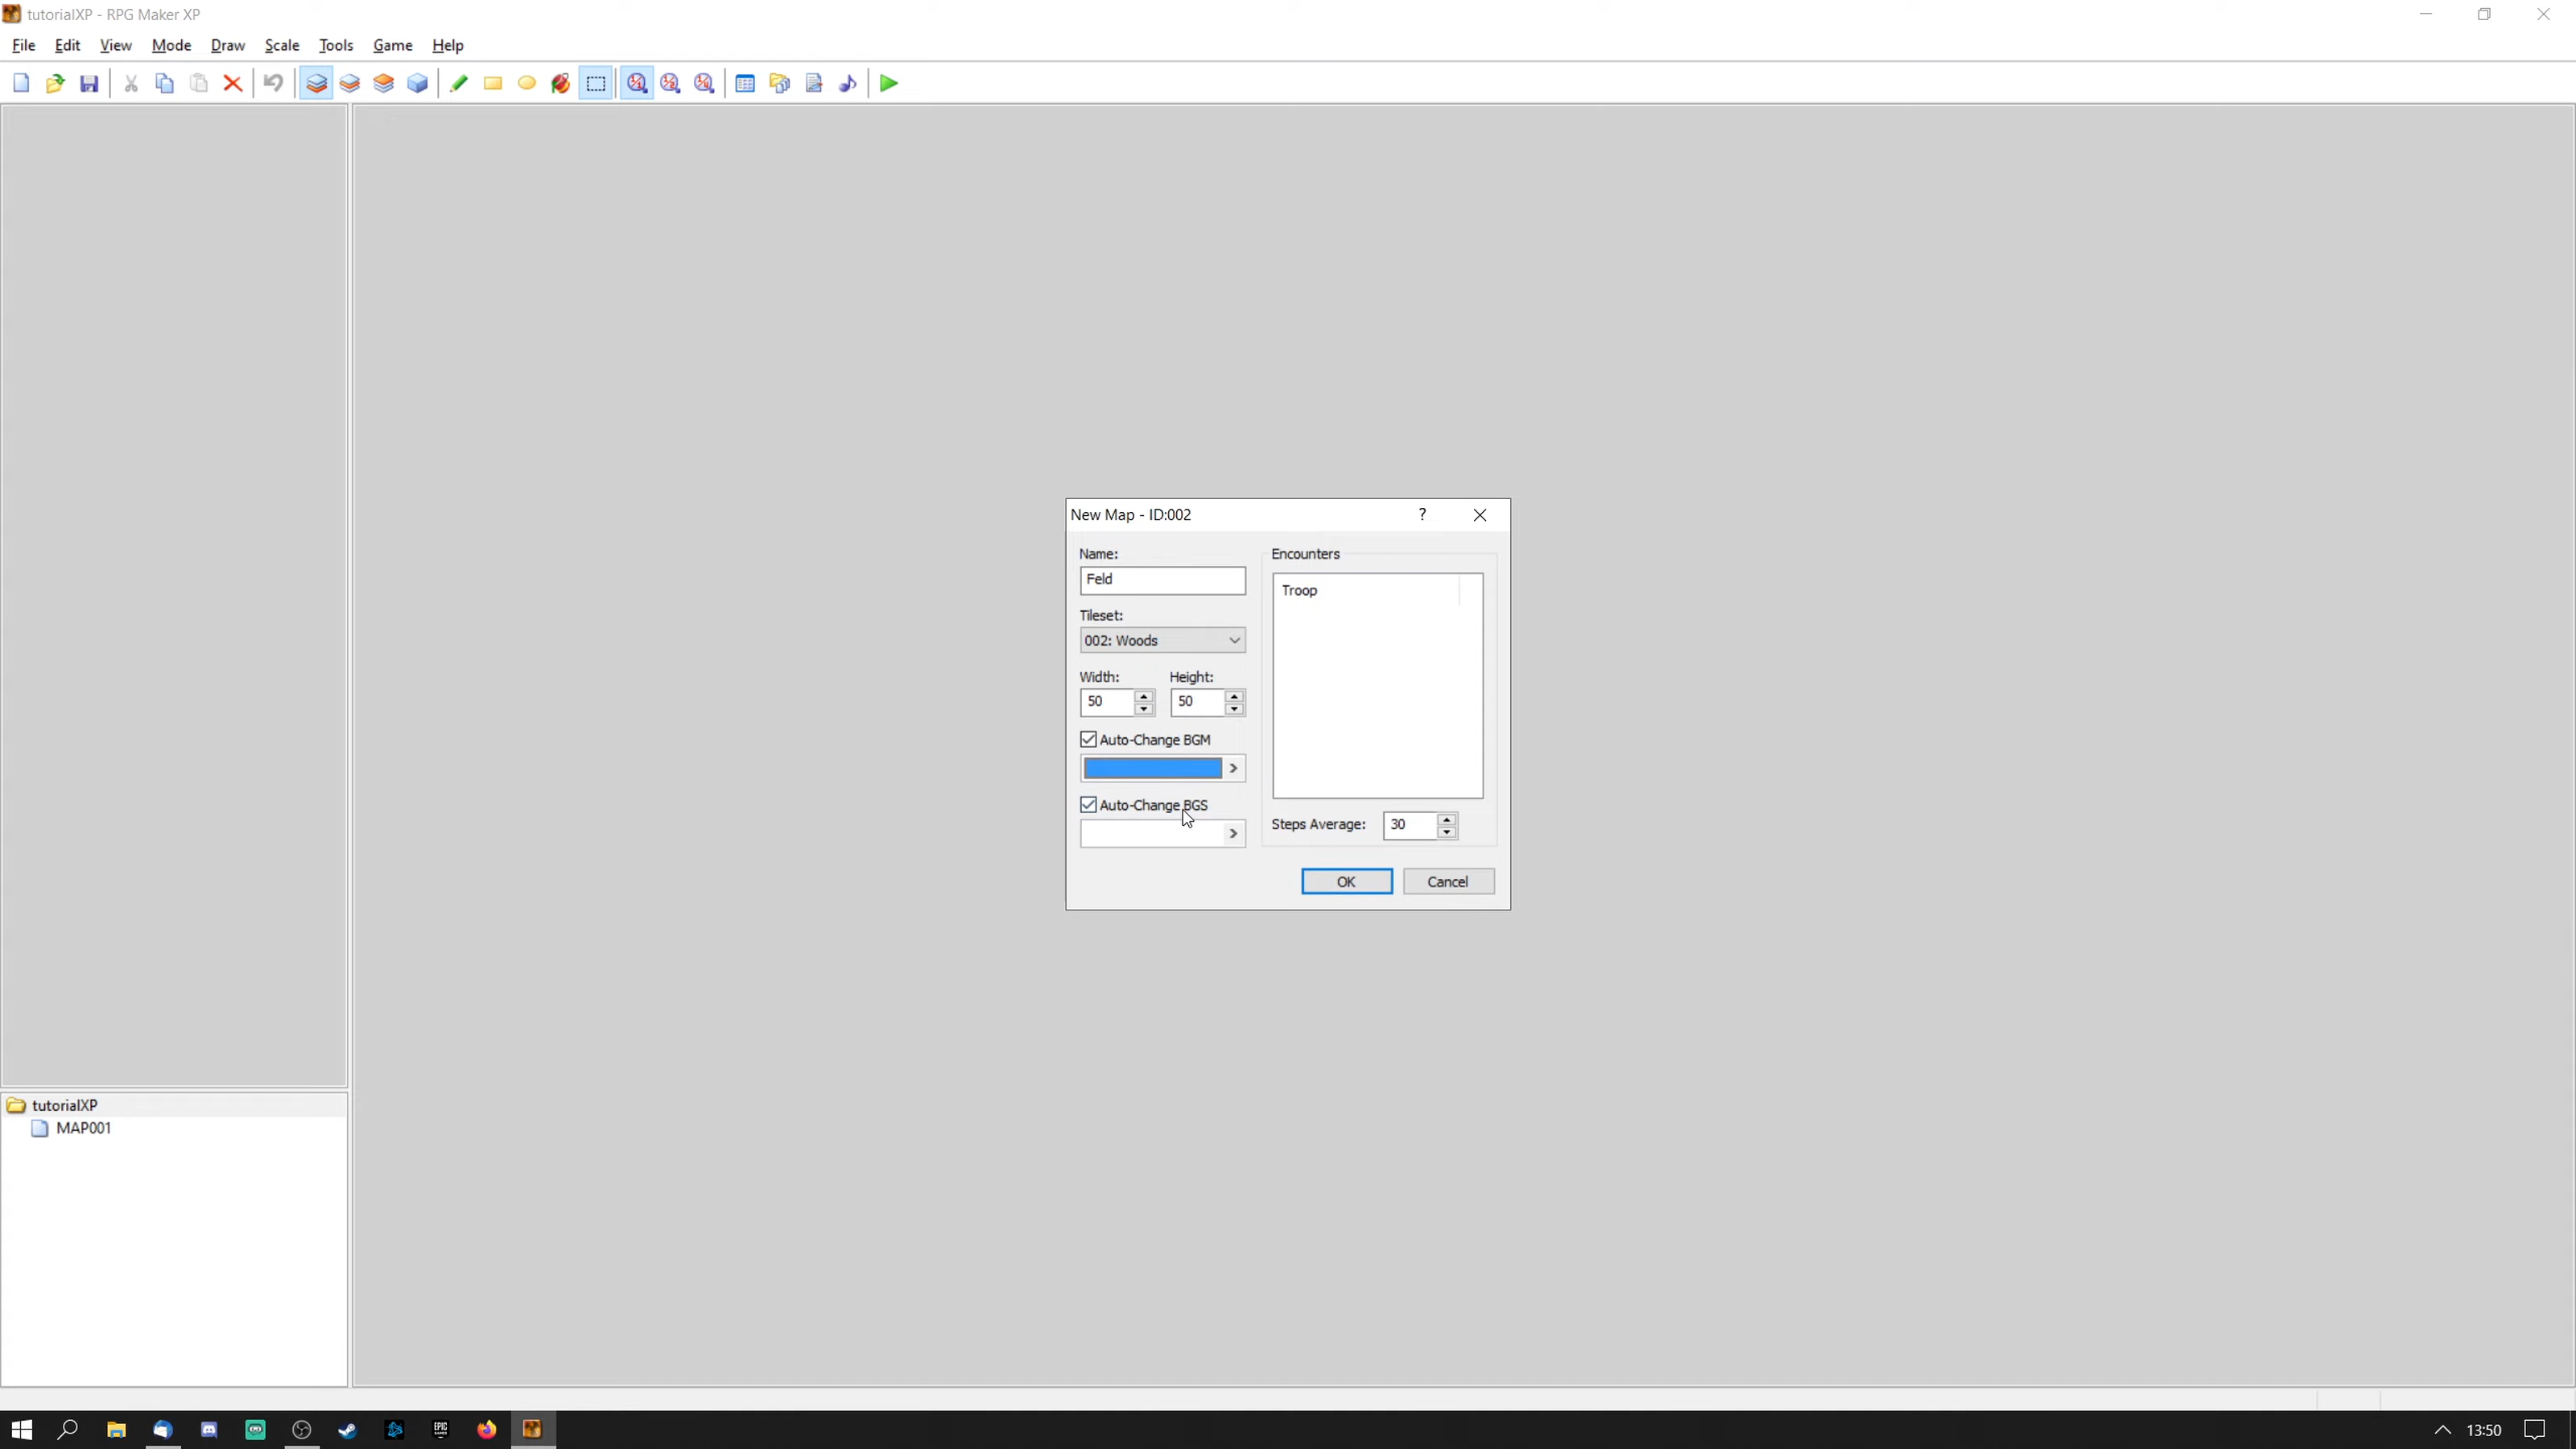 tutorialXP - RPG Maker XP
File Edit View Mode Draw Scale Tools Game Help
New Map - ID:002
?
Name:
Feld
Tileset:
002: Woods
Width: Height:
50 50
Auto-Change BGM
Auto-Change BGS
Encounters
Troop
Steps Average: 30
OK Cancel
tutorialXP
MAP001
EPIC
GAMES
13:50